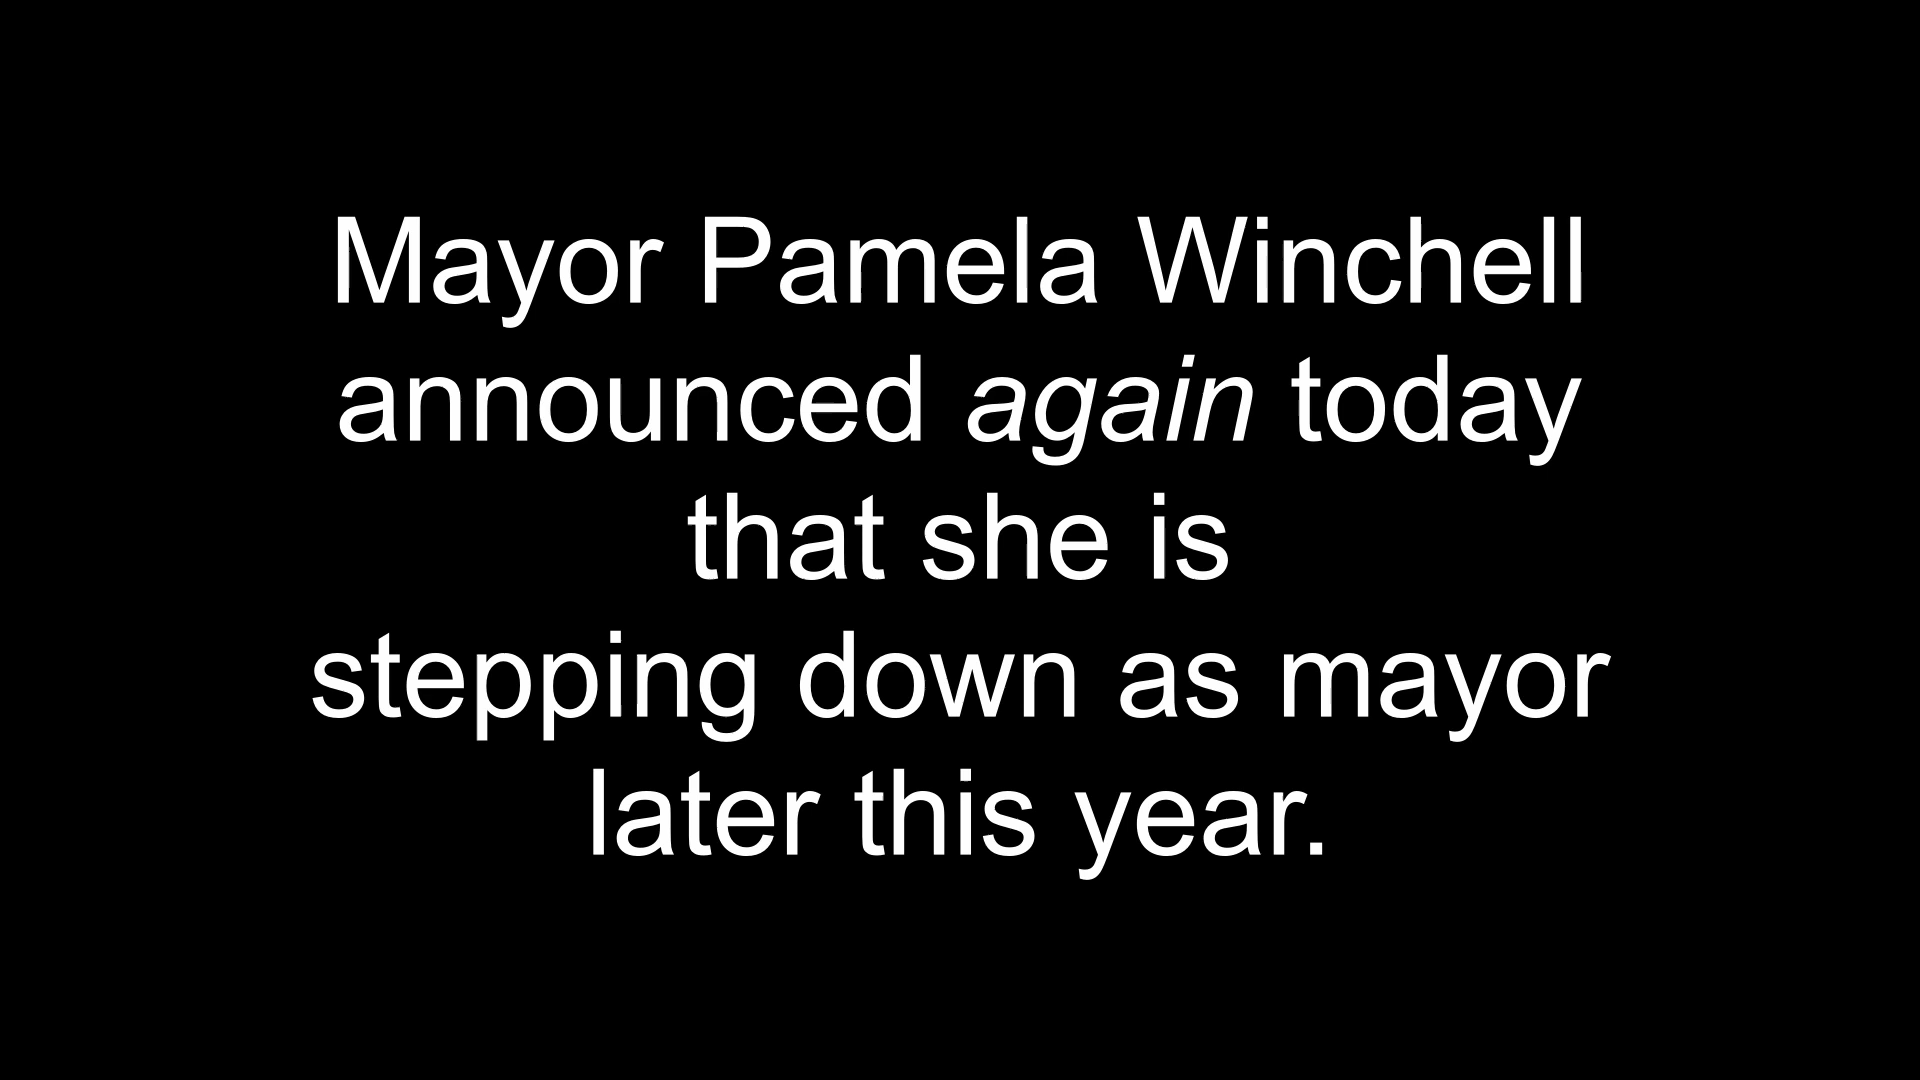 Mayor Pamela Winchell
announced again today
that she is
stepping down as mayor
later this year.